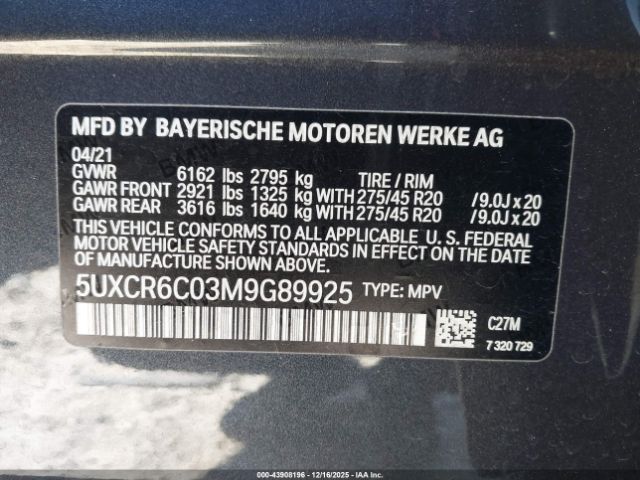 MFD BY BAYERISCHE MOTOREN WERKE AG
04/21
GVWR 6162 lbs 2795 kg TIRE / RIM
GAWR FRONT 2921 lbs 1325 kg WITH 275/45 R20 /9.0J x 20
GAWR REAR 3616 lbs 1640 kg WITH 275/45 R20 /9.0J x 20
THIS VEHICLE CONFORMS TO ALL APPLICABLE U. S. FEDERAL
MOTOR VEHICLE SAFETY STANDARDS IN EFFECT ON THE DATE
OF MANUFACTURE SHOWN ABOVE.
5UXCR6C03M9G89925 TYPE: MPV
C27M
7 320 729
000-43908196 - 12/16/2025 - IAAI.COM